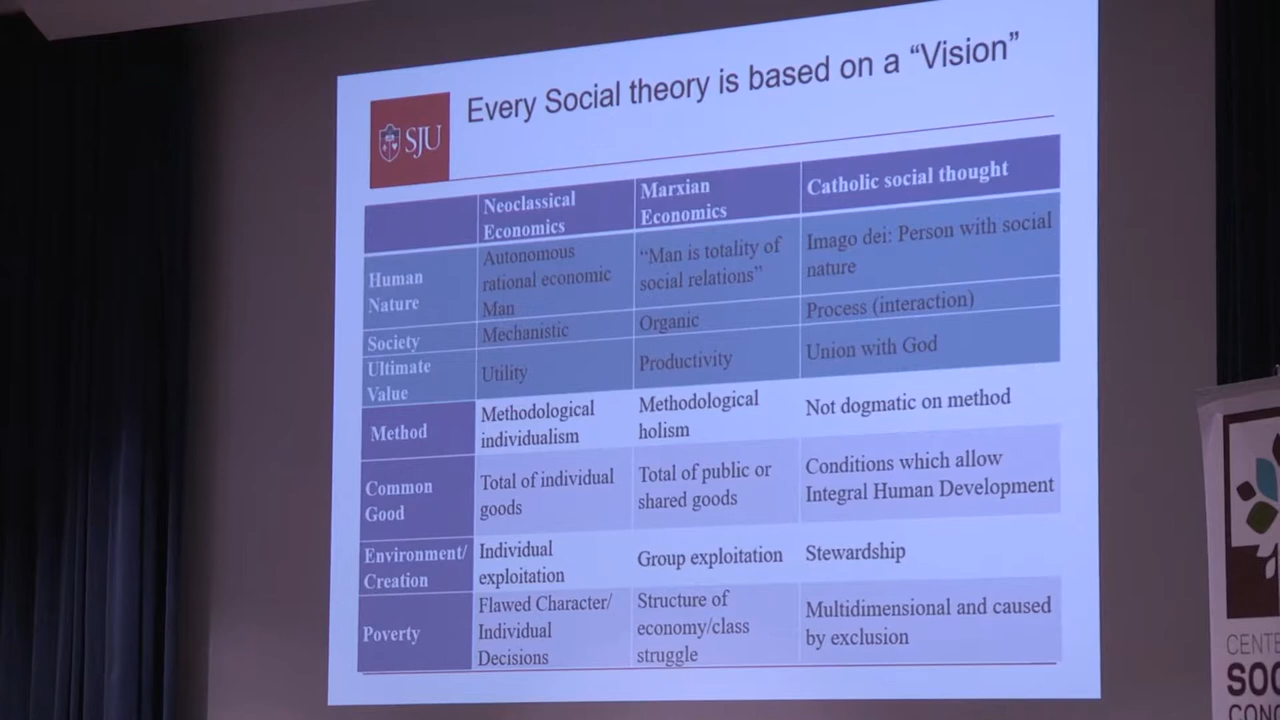 Every Social theory is based on a “Vision”
SJU
Neoclassical
Economics
Marxian
Economics
Catholic social thought
Human
Nature
Autonomous
rational economic
Man
“Man is totality of
social relations”
Imago dei: Person with social
nature
Society
Mechanistic
Organic
Process (interaction)
Ultimate
Value
Utility
Productivity
Union with God
Method
Methodological
individualism
Methodological
holism
Not dogmatic on method
Common
Good
Total of individual
goods
Total of public or
shared goods
Conditions which allow
Integral Human Development
Environment/
Creation
Individual
exploitation
Group exploitation
Stewardship
Poverty
Flawed Character/
Individual
Decisions
Structure of
economy/class
struggle
Multidimensional and caused
by exclusion
CENTE
SOC
CONC